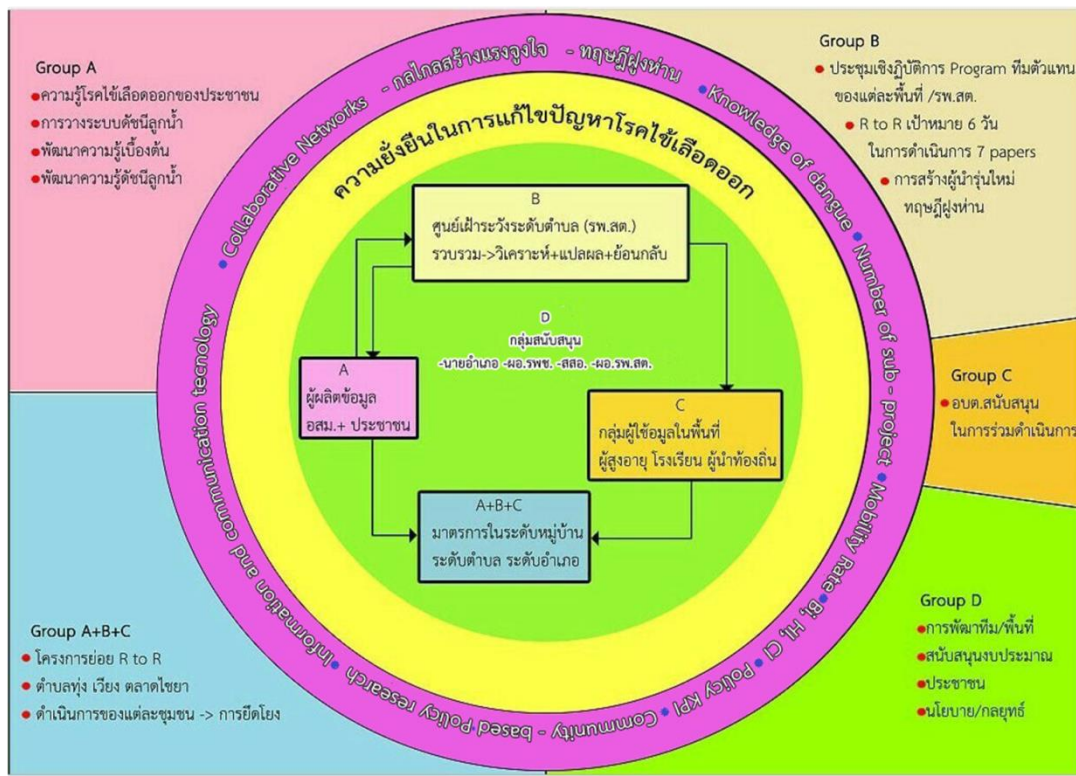 Group A
●ความรู้โรคไข้เลือดออกของประชาชน
●การวางระบบดัชนีลูกน้ำ
●พัฒนาความรู้เบื้องต้น
●พัฒนาความรู้ดัชนีลูกน้ำ
Group B
● ประชุมเชิงฏิบัติการ Program ทีมตัวแทน
ของแต่ละพื้นที่ /รพ.สต.
● R to R เป้าหมาย 6 วัน
ในการดำเนินการ 7 papers
● การสร้างผู้นำรุ่นใหม่
ทฤษฎีฝูงห่าน
Group C
● อบต.สนับสนุน
ในการร่วมดำเนินการ
Group D
●การพัฒาทีม/พื้นที่
●สนับสนุนงบประมาณ
●ประชาชน
●นโยบาย/กลยุทธ์
Group A+B+C
● โครงการย่อย R to R
● ตำบลทุ่ง เวียง ตลาดไชยา
● ดำเนินการของแต่ละชุมชน -> การยึดโยง
● Collaborative Networks - กลไกลสร้างแรงจูงใจ - ทฤษฎีฝูงห่าน
● Knowledge of dangue ● Number of sub - project ● Mobility Rate ● Bi, HI, CI ● Policy KPI ● Community - based Policy research ● Information and communication tecnology
ความยั่งยืนในการแก้ไขปัญหาโรคไข้เลือดออก
B
ศูนย์เฝ้าระวังระดับตำบล (รพ.สต.)
รวบรวม->วิเคราะห์+แปลผล+ย้อนกลับ
D
กลุ่มสนับสนุน
-นายอำเภอ -ผอ.รพช. -สสอ. -ผอ.รพ.สต.
A
ผู้ผลิตข้อมูล
อสม.+ ประชาชน
C
กลุ่มผู้ใช้อมูลในพื้นที่
ผู้สูงอายุ โรงเรียน ผู้นำท้องถิ่น
A+B+C
มาตรการในระดับหมู่บ้าน
ระดับตำบล ระดับอำเภอ